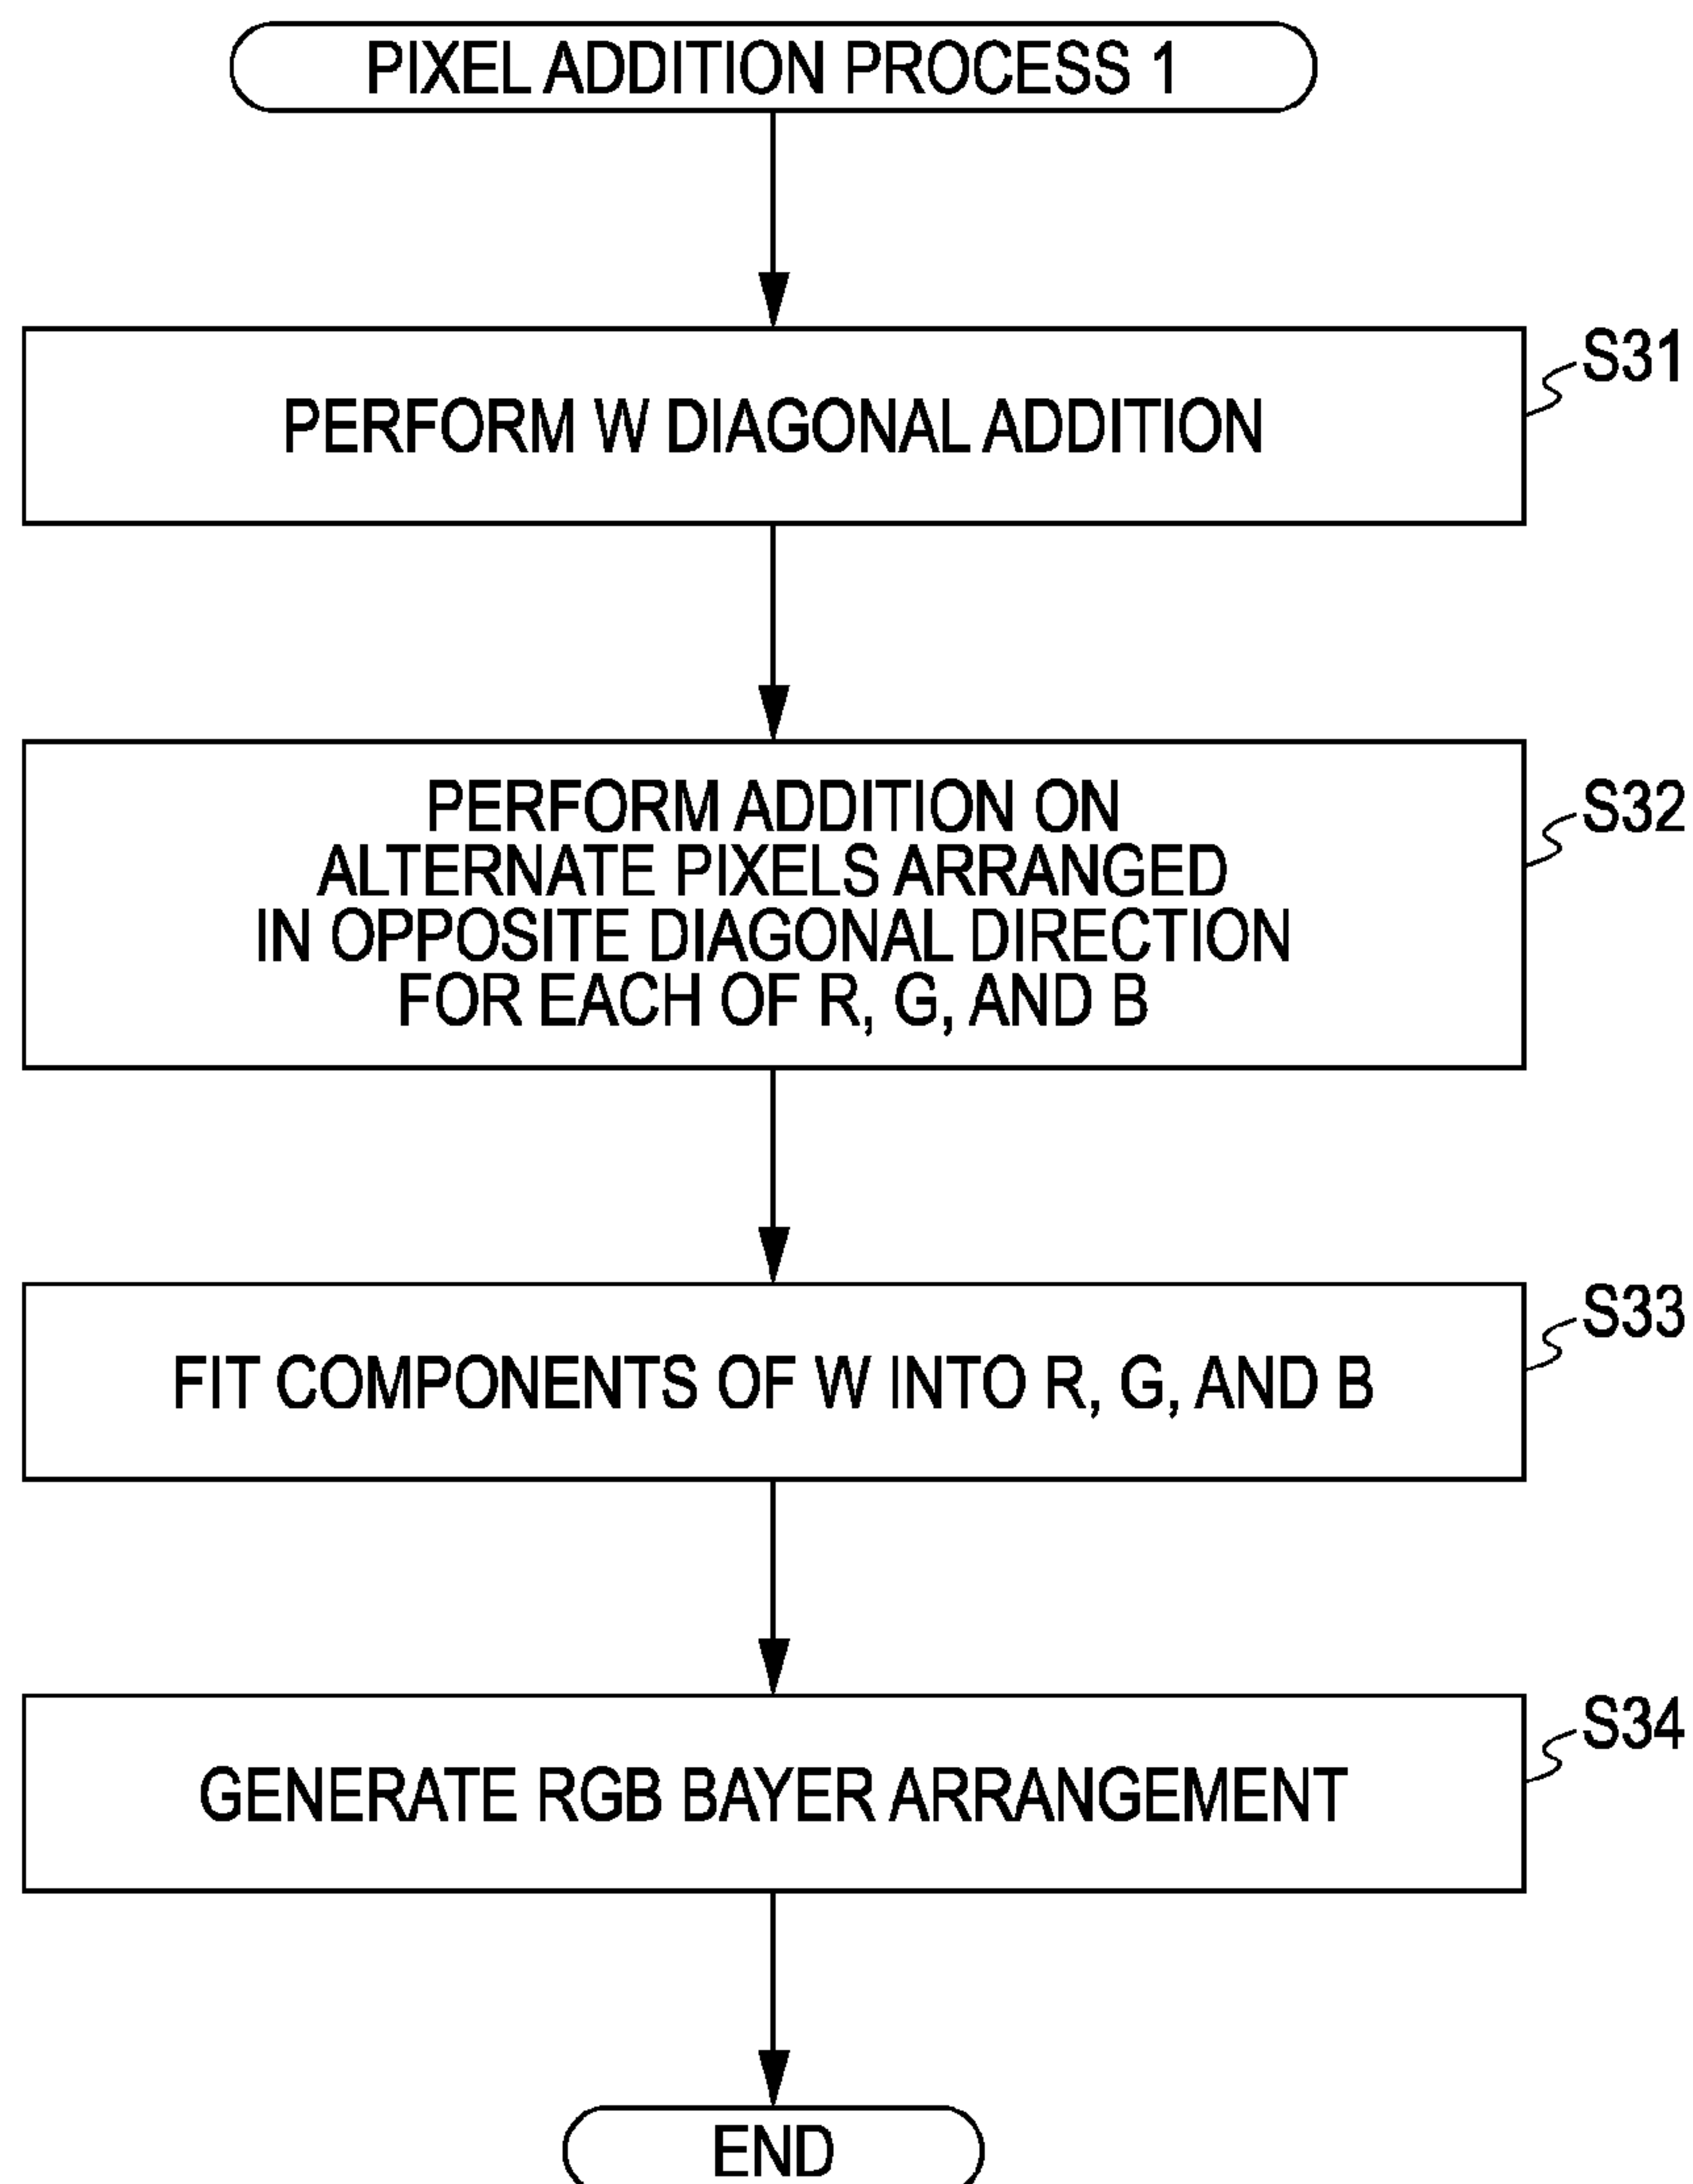 PIXEL ADDITION PROCESS 1
S31
PERFORM W DIAGONAL ADDITION
S32
PERFORM ADDITION ON
ALTERNATE PIXELS ARRANGED
IN OPPOSITE DIAGONAL DIRECTION
FOR EACH OF R, G, AND B
S33
FIT COMPONENTS OF W INTO R, G, AND B
S34
GENERATE RGB BAYER ARRANGEMENT
END